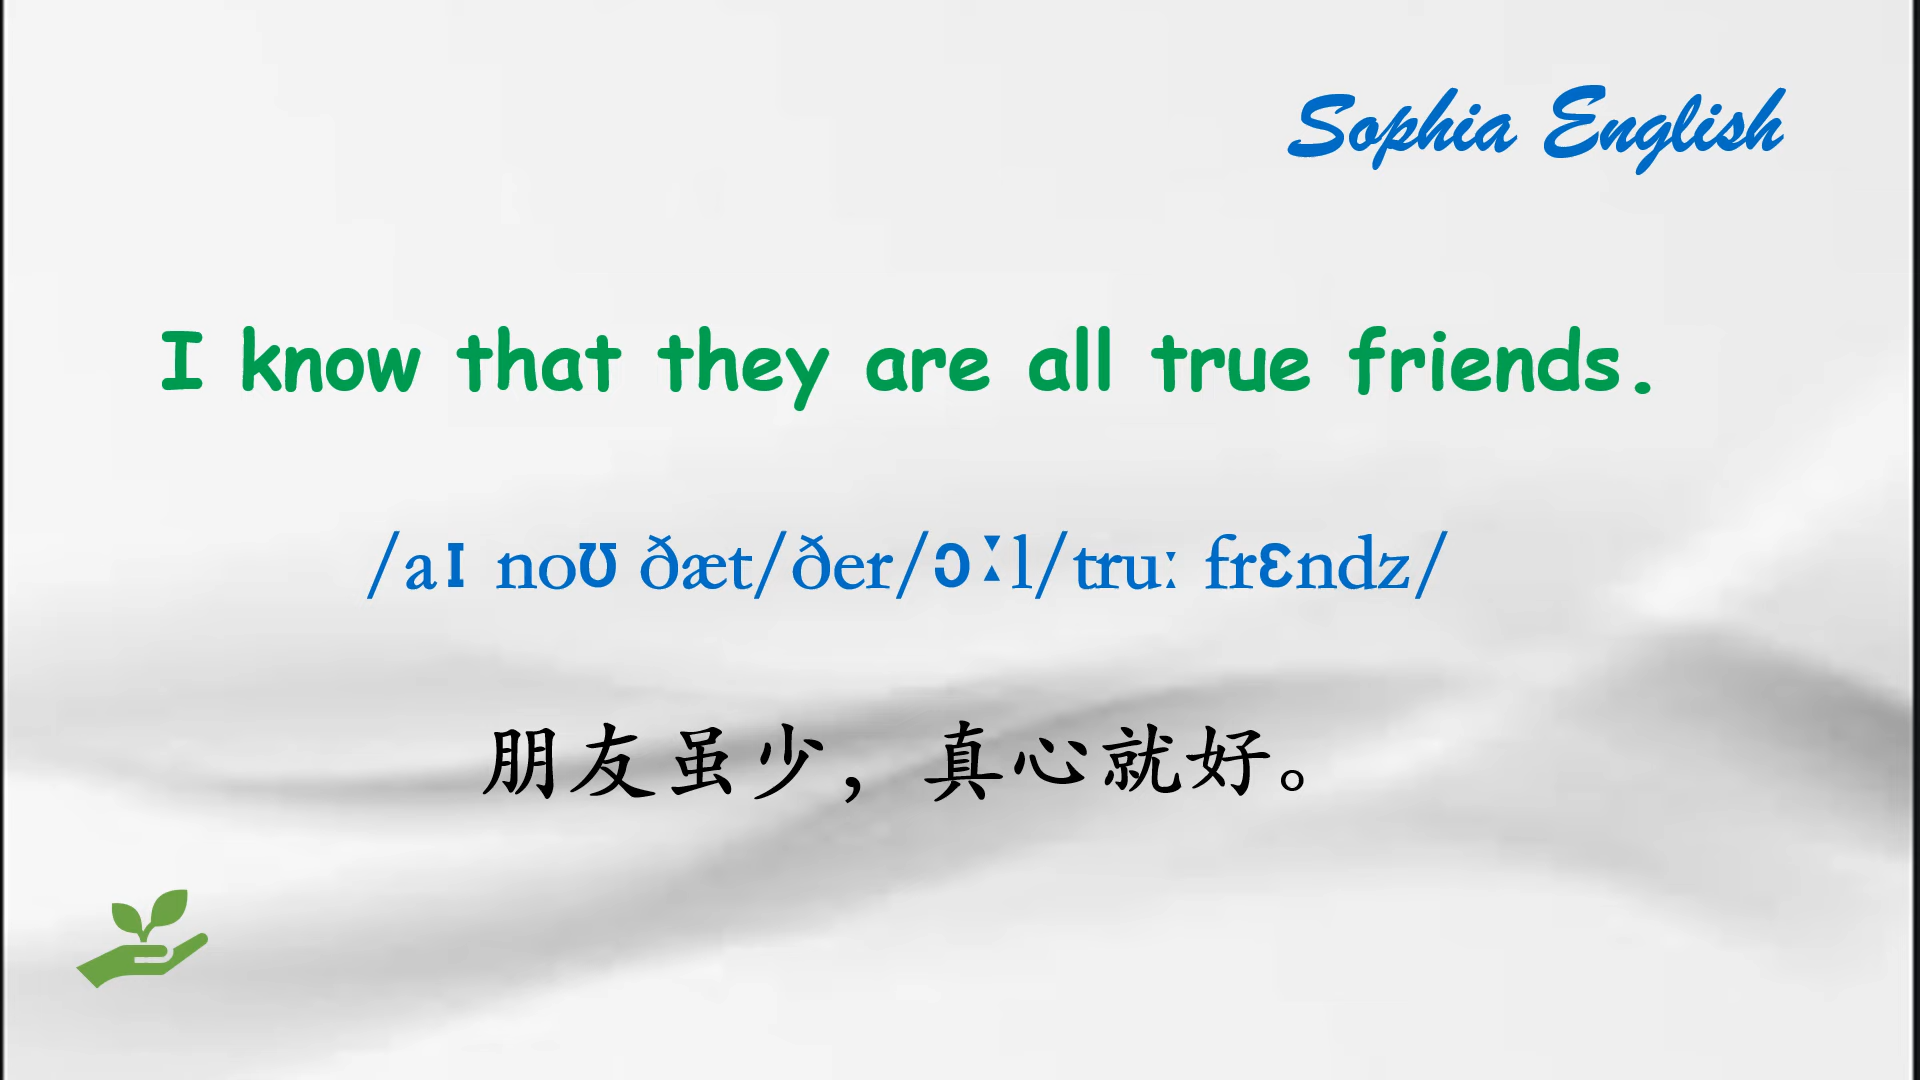 Sophia English
I know that they are all true friends.
/aɪ noʊ ðæt/ðer/ɔːl/truː frɛndz/
朋友虽少，真心就好。